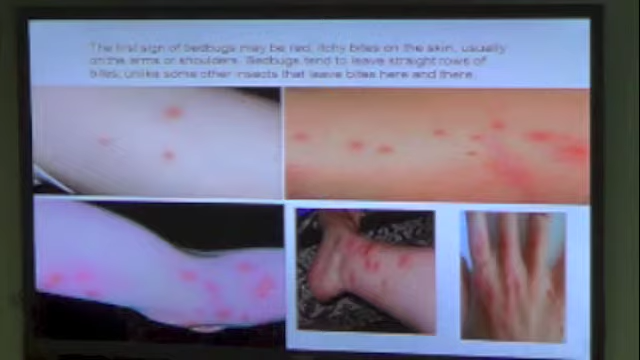 The first sign of bedbugs may be red, itchy bites on the skin, usually
on the arms or shoulders. Bedbugs tend to leave straight rows of
bites, unlike some other insects that leave bites here and there.